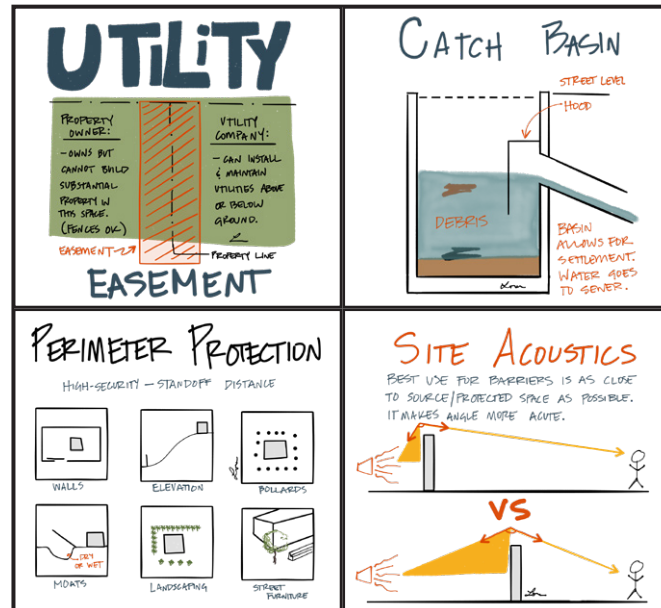 UTILITY
PROPERTY
OWNER:
- OWNS BUT
CANNOT BUILD
SUBSTANTIAL
PROPERTY IN
THIS SPACE.
(FENCES OK)
EASEMENT
UTILITY
COMPANY:
- CAN INSTALL
& MAINTAIN
UTILITIES ABOVE
OR BELOW
GROUND.
PROPERTY LINE
EASEMENT
CATCH BASIN
STREET LEVEL
HOOD
DEBRIS
BASIN
ALLOWS FOR
SETTLEMENT.
WATER GOES
TO SEWER.
PERIMETER PROTECTION
HIGH-SECURITY - STANDOFF DISTANCE
WALLS
ELEVATION
BOLLARDS
DRY
OR WET
MOATS
LANDSCAPING
STREET
FURNITURE
SITE ACOUSTICS
BEST USE FOR BARRIERS IS AS CLOSE
TO SOURCE/PROTECTED SPACE AS POSSIBLE.
IT MAKES ANGLE MORE ACUTE.
VS